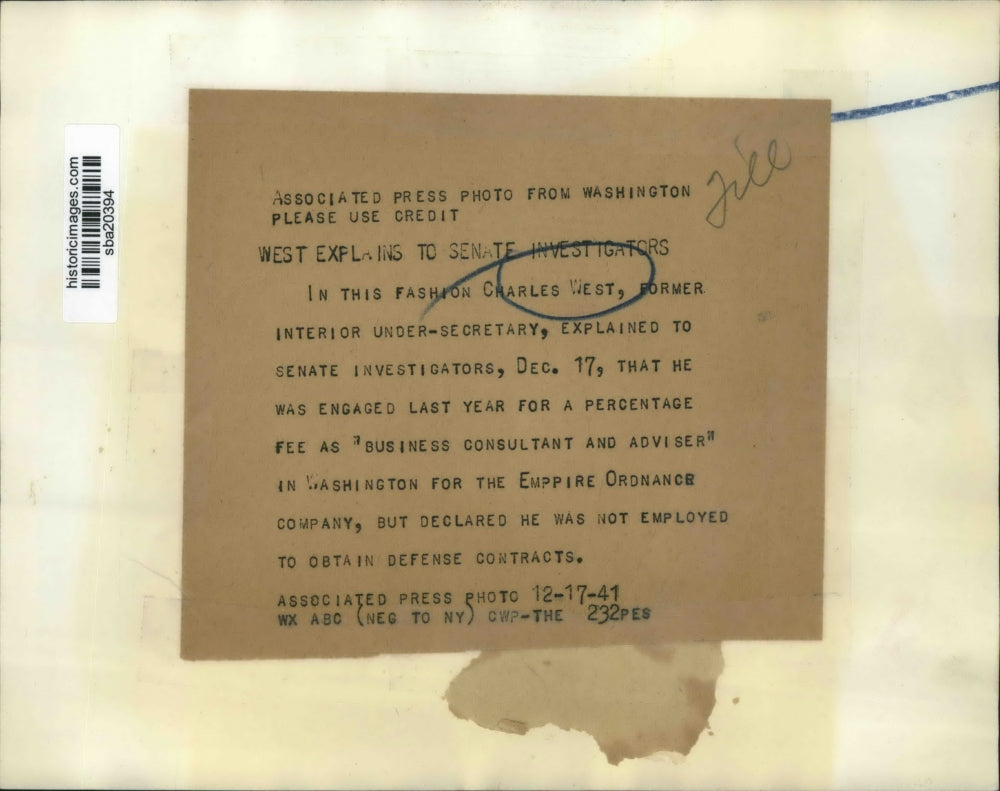 historicimages.com
sba20394
File
ASSOCIATED PRESS PHOTO FROM WASHINGTON
PLEASE USE CREDIT
WEST EXPLAINS TO SENATE INVESTIGATORS
IN THIS FASHION CHARLES WEST, FORMER
INTERIOR UNDER-SECRETARY, EXPLAINED TO
SENATE INVESTIGATORS, DEC. 17, THAT HE
WAS ENGAGED LAST YEAR FOR A PERCENTAGE
FEE AS "BUSINESS CONSULTANT AND ADVISER"
IN WASHINGTON FOR THE EMPPIRE ORDNANCE
COMPANY, BUT DECLARED HE WAS NOT EMPLOYED
TO OBTAIN DEFENSE CONTRACTS.
ASSOCIATED PRESS PHOTO 12-17-41
WX ABC (NEG TO NY) CWP-THE 232PES